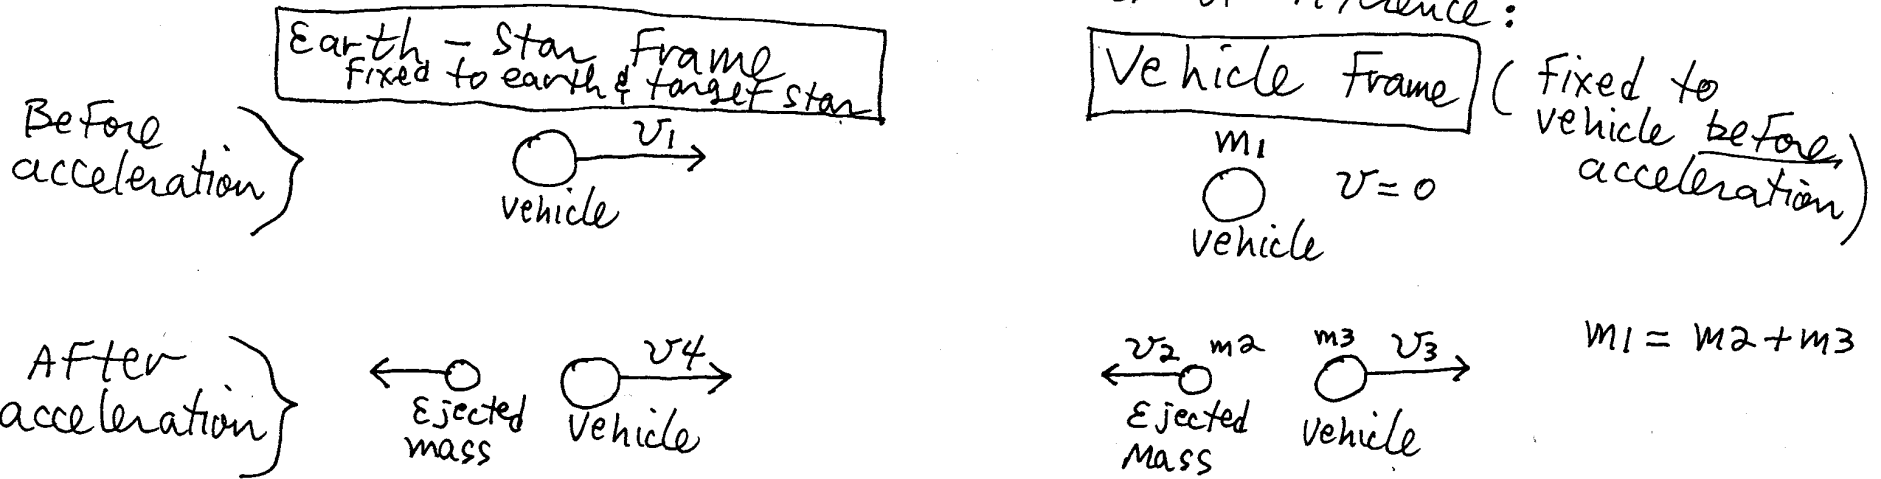 Earth - Star Frame
Fixed to earth & target star
Vehicle Frame
(Fixed to
vehicle before
acceleration)
Before
acceleration
v1
vehicle
m1
v=0
vehicle
After
acceleration
v4
Ejected
mass
vehicle
v2 m2
m3 v3
Ejected
Mass
vehicle
m1 = m2+m3